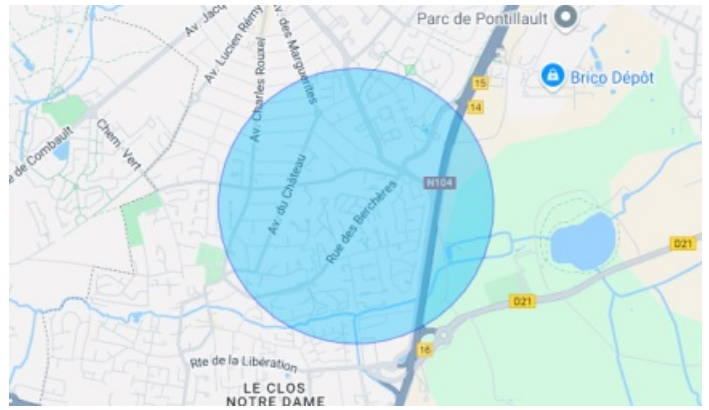 Parc de Pontillault
Av. Jacq
Av. Lucien Rémy
Av. des Marguerites
Av. Charles Rouxel
15
Brico Dépôt
14
Chem. Vert
e de Combault
N104
Av. du Château
Rue des Berchères
D21
D21
16
Rte de la Libération
LE CLOS
NOTRE DAME